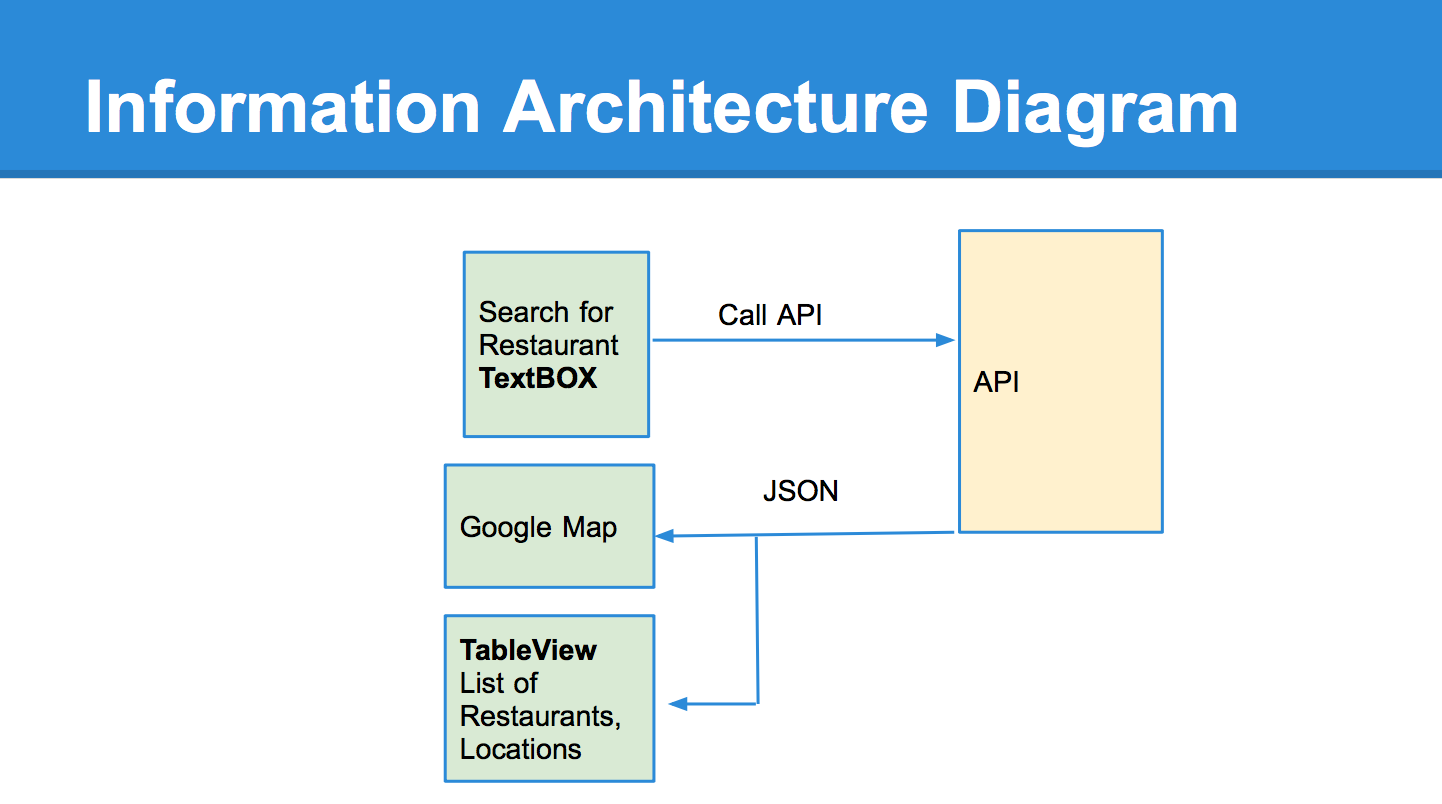 Information Architecture Diagram
Search for
Restaurant
TextBOX
Call API
API
JSON
Google Map
TableView
List of
Restaurants,
Locations